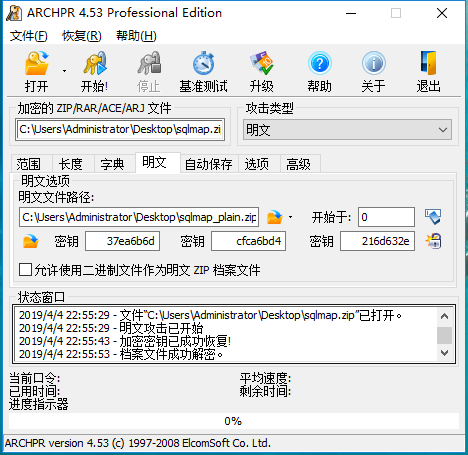 ARCHPR 4.53 Professional Edition
文件(F) 恢复(R) 帮助(H)
打开 开始! 停止 基准测试 升级 帮助 关于 退出
加密的 ZIP/RAR/ACE/ARJ 文件 攻击类型
C:\Users\Administrator\Desktop\sqlmap.zi 明文
范围 长度 字典 明文 自动保存 选项 高级
明文选项
明文文件路径:
C:\Users\Administrator\Desktop\sqlmap_plain.zip 开始于: 0
密钥 37ea6b6d 密钥 cfca6bd4 密钥 216d632e
允许使用二进制文件作为明文 ZIP 档案文件
状态窗口
2019/4/4 22:55:29 - 文件“C:\Users\Administrator\Desktop\sqlmap.zip”已打开。
2019/4/4 22:55:29 - 明文攻击已开始
2019/4/4 22:55:43 - 加密密钥已成功恢复!
2019/4/4 22:55:53 - 档案文件成功解密。
当前口令: 平均速度:
已用时间: 剩余时间:
进度指示器
0%
ARCHPR version 4.53 (c) 1997-2008 ElcomSoft Co. Ltd.